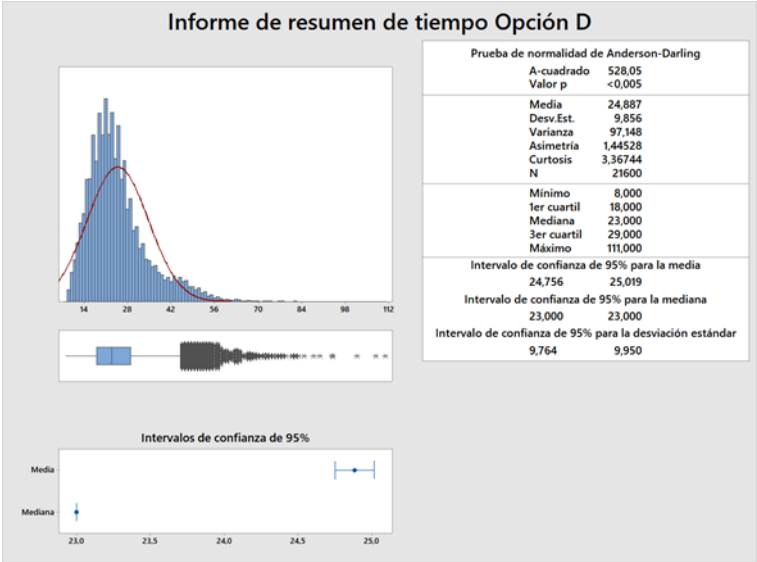 Informe de resumen de tiempo Opción D
14 28 42 56 70 84 98 112
Intervalos de confianza de 95%
Media
Mediana
23,0 23,5 24,0 24,5 25,0
Prueba de normalidad de Anderson-Darling
A-cuadrado 528,05
Valor p <0,005
Media 24,887
Desv.Est. 9,856
Varianza 97,148
Asimetría 1,44528
Curtosis 3,36744
N 21600
Mínimo 8,000
1er cuartil 18,000
Mediana 23,000
3er cuartil 29,000
Máximo 111,000
Intervalo de confianza de 95% para la media
24,756 25,019
Intervalo de confianza de 95% para la mediana
23,000 23,000
Intervalo de confianza de 95% para la desviación estándar
9,764 9,950